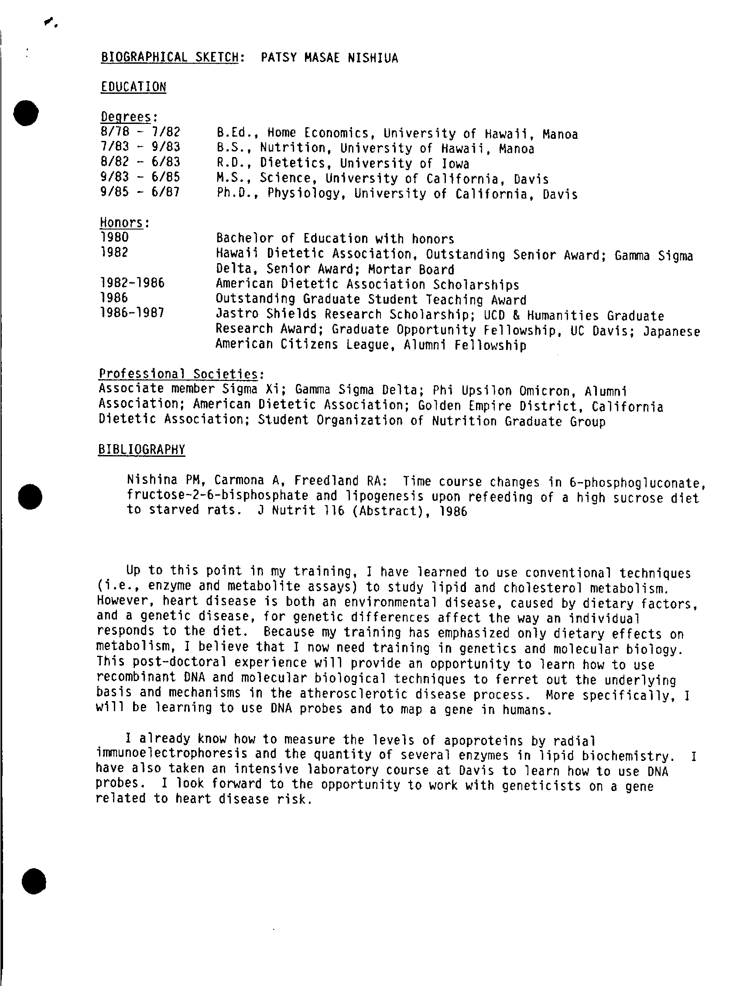 BIOGRAPHICAL SKETCH: PATSY MASAE NISHIUA
EDUCATION
Degrees:
8/78 - 7/82 B.Ed., Home Economics, University of Hawaii, Manoa
7/83 - 9/83 B.S., Nutrition, University of Hawaii, Manoa
8/82 - 6/83 R.D., Dietetics, University of Iowa
9/83 - 6/85 M.S., Science, University of California, Davis
9/85 - 6/87 Ph.D., Physiology, University of California, Davis
Honors:
1980 Bachelor of Education with honors
1982 Hawaii Dietetic Association, Outstanding Senior Award; Gamma Sigma
Delta, Senior Award; Mortar Board
1982-1986 American Dietetic Association Scholarships
1986 Outstanding Graduate Student Teaching Award
1986-1987 Jastro Shields Research Scholarship; UCD & Humanities Graduate
Research Award; Graduate Opportunity Fellowship, UC Davis; Japanese
American Citizens League, Alumni Fellowship
Professional Societies:
Associate member Sigma Xi; Gamma Sigma Delta; Phi Upsilon Omicron, Alumni
Association; American Dietetic Association; Golden Empire District, California
Dietetic Association; Student Organization of Nutrition Graduate Group
BIBLIOGRAPHY
Nishina PM, Carmona A, Freedland RA: Time course changes in 6-phosphogluconate,
fructose-2-6-bisphosphate and lipogenesis upon refeeding of a high sucrose diet
to starved rats. J Nutrit 116 (Abstract), 1986
Up to this point in my training, I have learned to use conventional techniques
(i.e., enzyme and metabolite assays) to study lipid and cholesterol metabolism.
However, heart disease is both an environmental disease, caused by dietary factors,
and a genetic disease, for genetic differences affect the way an individual
responds to the diet. Because my training has emphasized only dietary effects on
metabolism, I believe that I now need training in genetics and molecular biology.
This post-doctoral experience will provide an opportunity to learn how to use
recombinant DNA and molecular biological techniques to ferret out the underlying
basis and mechanisms in the atherosclerotic disease process. More specifically, I
will be learning to use DNA probes and to map a gene in humans.
I already know how to measure the levels of apoproteins by radial
immunoelectrophoresis and the quantity of several enzymes in lipid biochemistry. I
have also taken an intensive laboratory course at Davis to learn how to use DNA
probes. I look forward to the opportunity to work with geneticists on a gene
related to heart disease risk.